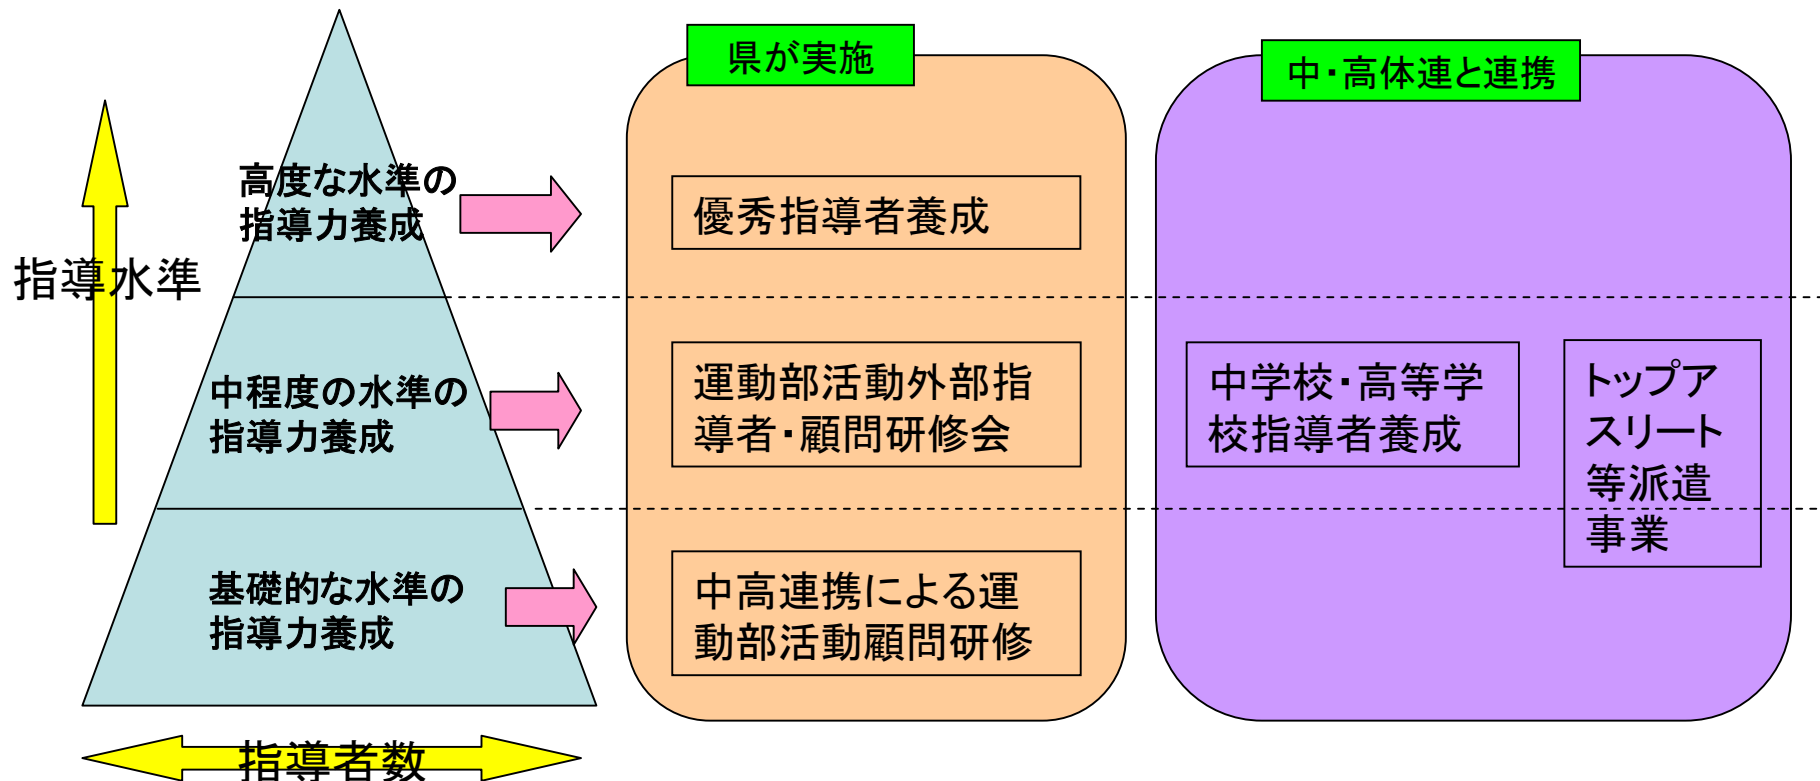 県が実施
中・高体連と連携
指導水準
高度な水準の
指導力養成
優秀指導者養成
中程度の水準の
指導力養成
運動部活動外部指
導者・顧問研修会
中学校・高等学
校指導者養成
トップア
スリート
等派遣
事業
基礎的な水準の
指導力養成
中高連携による運
動部活動顧問研修
指導者数